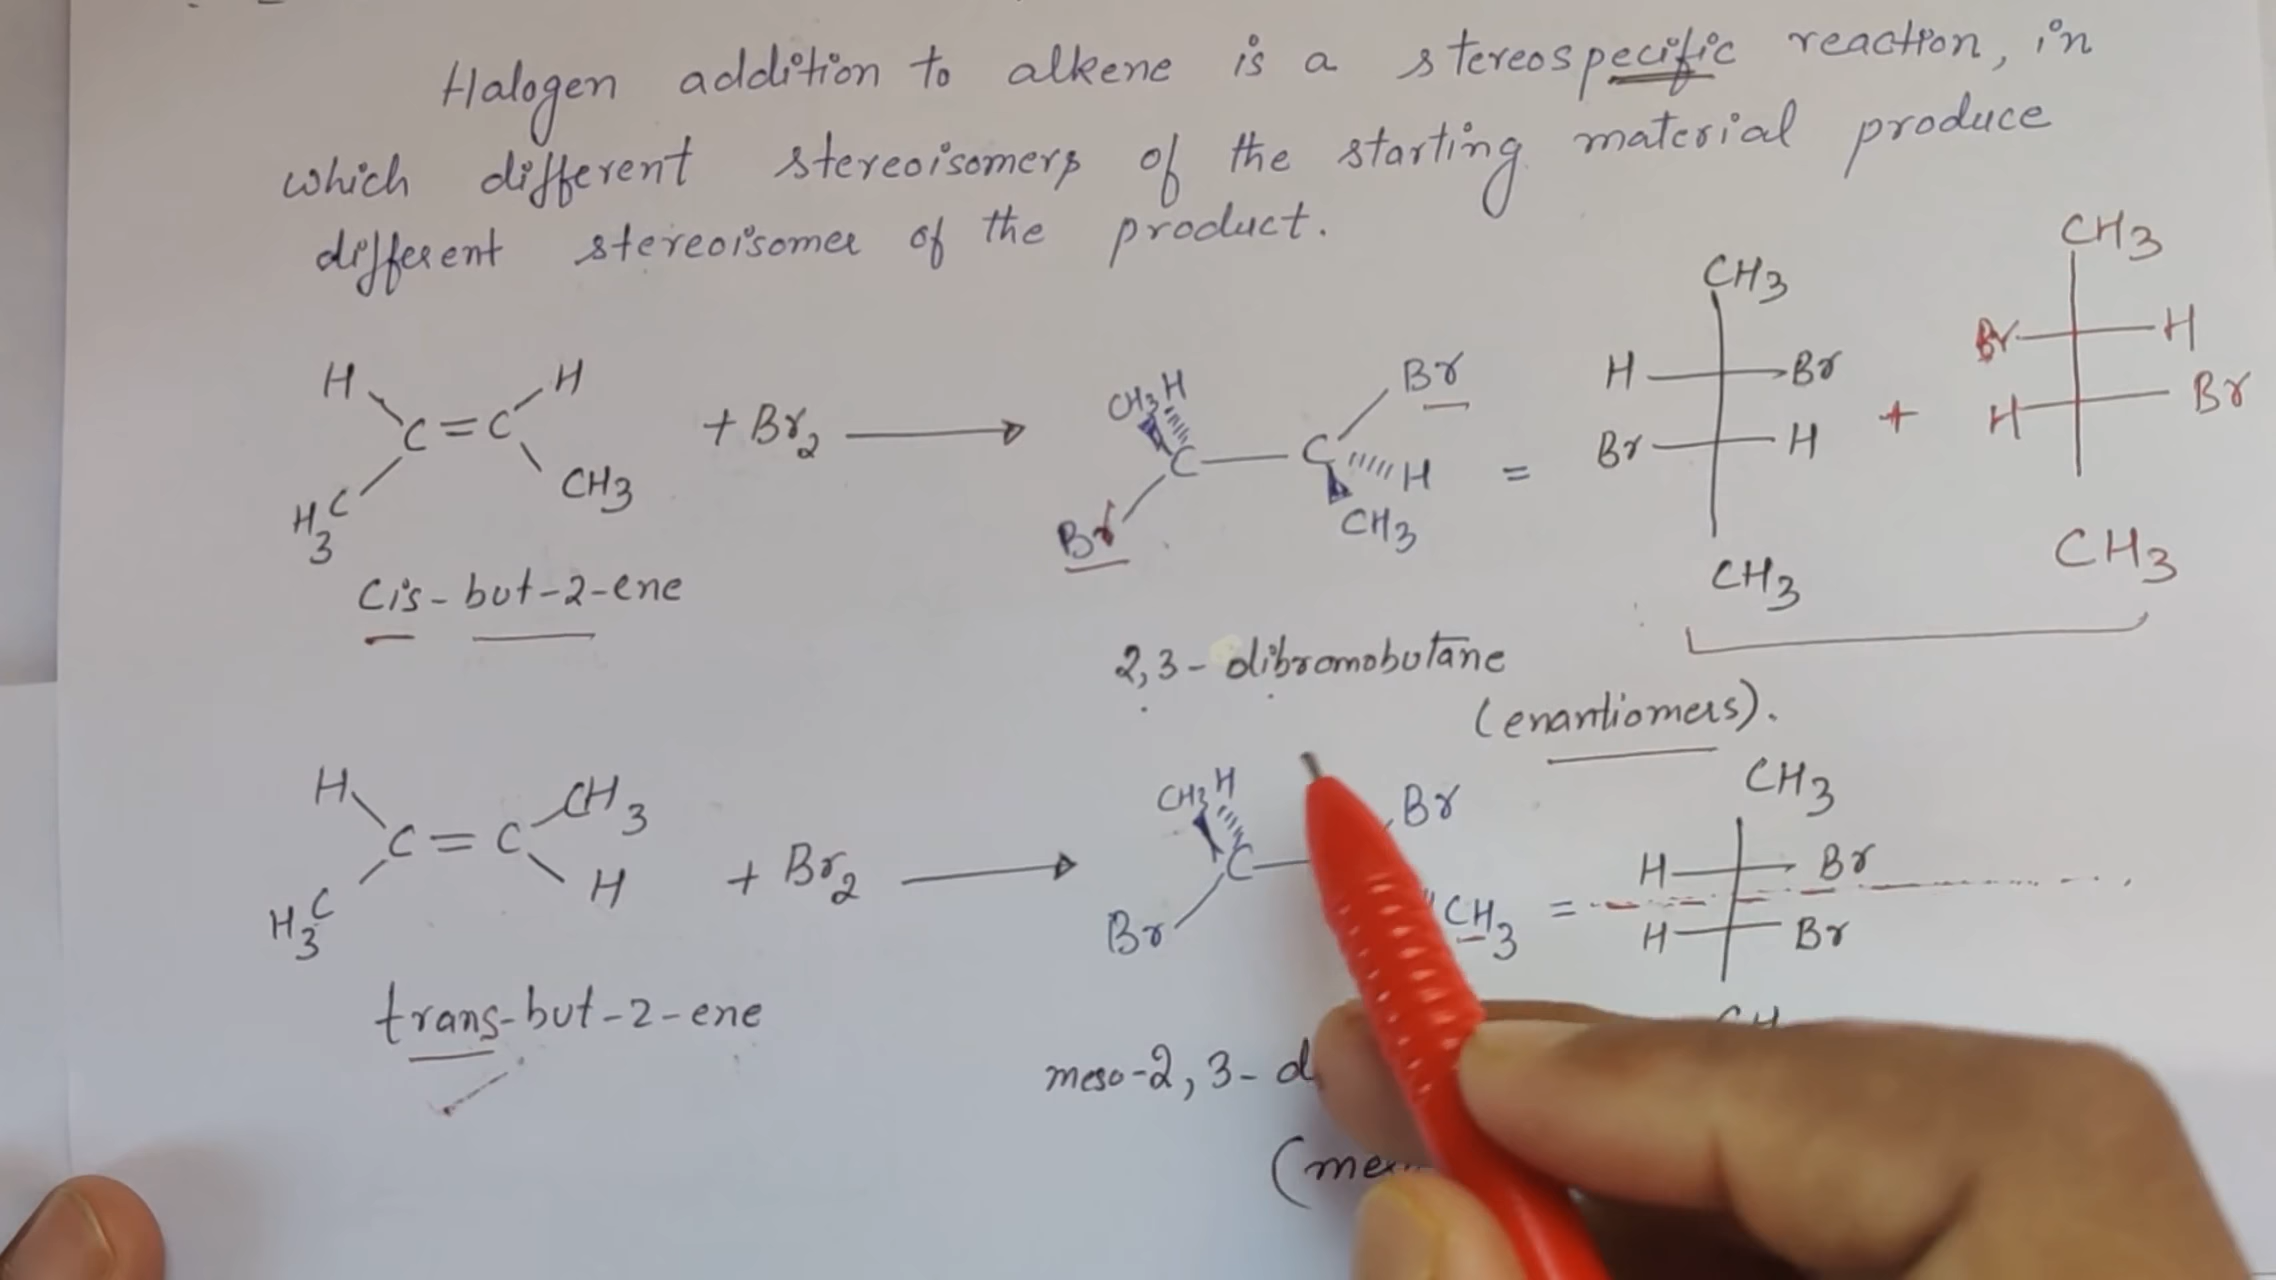 Halogen addition to alkene is a stereospecific reaction, in
which different stereoisomers of the starting material produce
different stereoisomer of the product.
H H
C=C
H3C CH3
+ Br2
cis-but-2-ene
CH3 H
Br
C C
H
Br
CH3
=
CH3
H Br
Br H
CH3
+
CH3
Br H
H Br
CH3
2,3-dibromobutane
(enantiomers).
H CH3
C=C
H3C H
+ Br2
trans-but-2-ene
CH3 H
Br
C
Br
CH3 =
CH3
H Br
H Br
meso-2,3-d